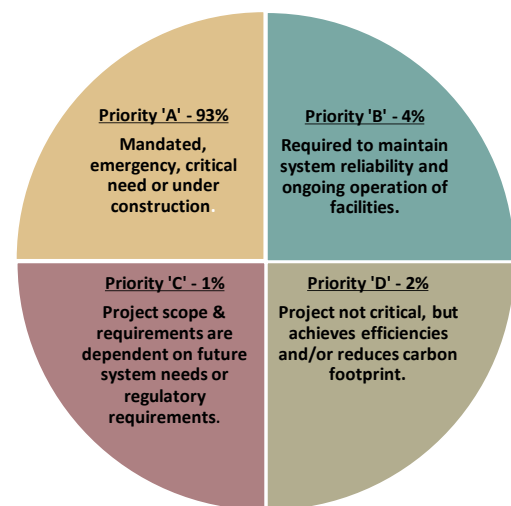 Priority 'A' - 93%
Mandated,
emergency, critical
need or under
construction.
Priority 'B' - 4%
Required to maintain
system reliability and
ongoing operation of
facilities.
Priority 'C' - 1%
Project scope &
requirements are
dependent on future
system needs or
regulatory
requirements.
Priority 'D' - 2%
Project not critical, but
achieves efficiencies
and/or reduces carbon
footprint.